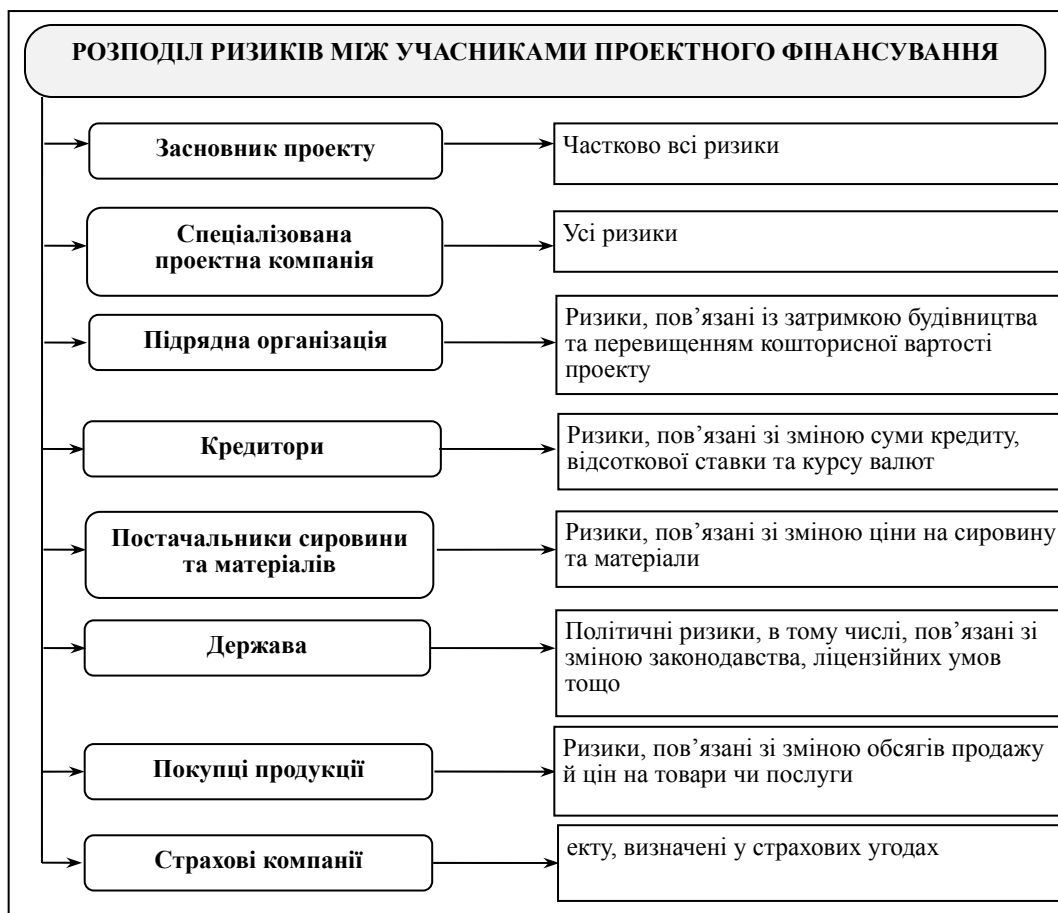 РОЗПОДІЛ РИЗИКІВ МІЖ УЧАСНИКАМИ ПРОЕКТНОГО ФІНАНСУВАННЯ
Засновник проекту
Частково всі ризики
Спеціалізована
проектна компанія
Усі ризики
Підрядна організація
Ризики, пов’язані із затримкою будівництва
та перевищенням кошторисної вартості
проекту
Кредитори
Ризики, пов’язані зі зміною суми кредиту,
відсоткової ставки та курсу валют
Постачальники сировини
та матеріалів
Ризики, пов’язані зі зміною ціни на сировину
та матеріали
Держава
Політичні ризики, в тому числі, пов’язані зі
зміною законодавства, ліцензійних умов
тощо
Покупці продукції
Ризики, пов’язані зі зміною обсягів продажу
й цін на товари чи послуги
Страхові компанії
екту, визначені у страхових угодах